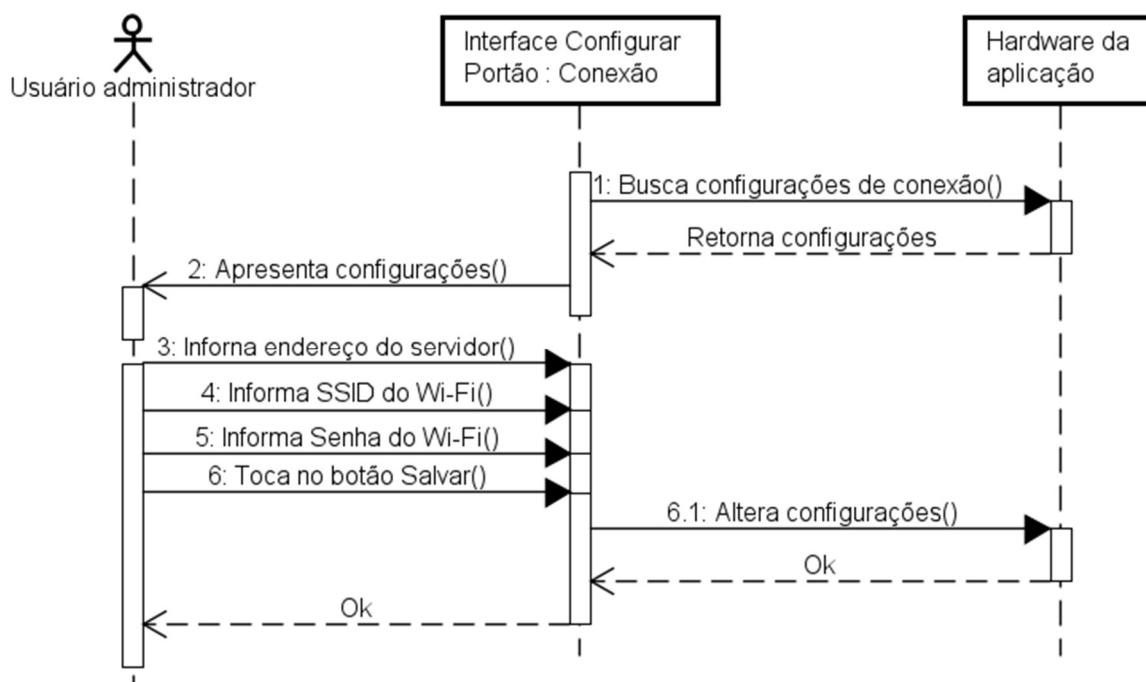 Usuário administrador
Interface Configurar
Portão : Conexão
Hardware da
aplicação
1: Busca configurações de conexão()
Retorna configurações
2: Apresenta configurações()
3: Inforna endereço do servidor()
4: Informa SSID do Wi-Fi()
5: Informa Senha do Wi-Fi()
6: Toca no botão Salvar()
6.1: Altera configurações()
Ok
Ok